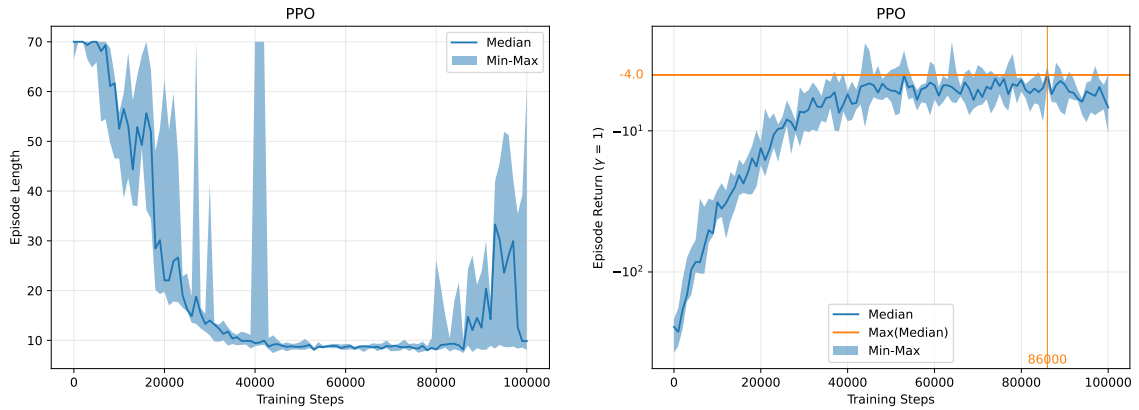 PPO
70
60
50
40
30
20
10
Episode Length
Median
Min-Max
0
20000
40000
60000
80000
100000
Training Steps
PPO
-4.0
−10¹
−10²
Episode Return (γ = 1)
Median
Max(Median)
Min-Max
86000
0
20000
40000
60000
80000
100000
Training Steps